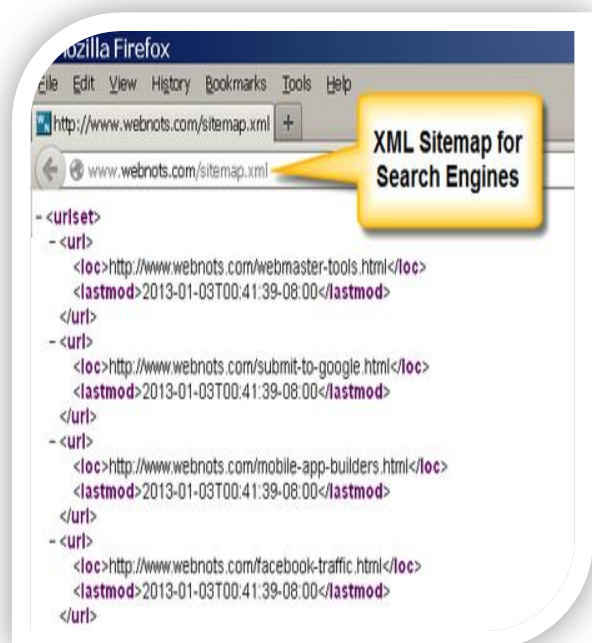 Mozilla Firefox
File Edit View History Bookmarks Tools Help
http://www.webnots.com/sitemap.xml +
www.webnots.com/sitemap.xml
XML Sitemap for
Search Engines
- <urlset>
- <url>
<loc>http://www.webnots.com/webmaster-tools.html</loc>
<lastmod>2013-01-03T00:41:39-08:00</lastmod>
</url>
- <url>
<loc>http://www.webnots.com/submit-to-google.html</loc>
<lastmod>2013-01-03T00:41:39-08:00</lastmod>
</url>
- <url>
<loc>http://www.webnots.com/mobile-app-builders.html</loc>
<lastmod>2013-01-03T00:41:39-08:00</lastmod>
</url>
- <url>
<loc>http://www.webnots.com/facebook-traffic.html</loc>
<lastmod>2013-01-03T00:41:39-08:00</lastmod>
</url>